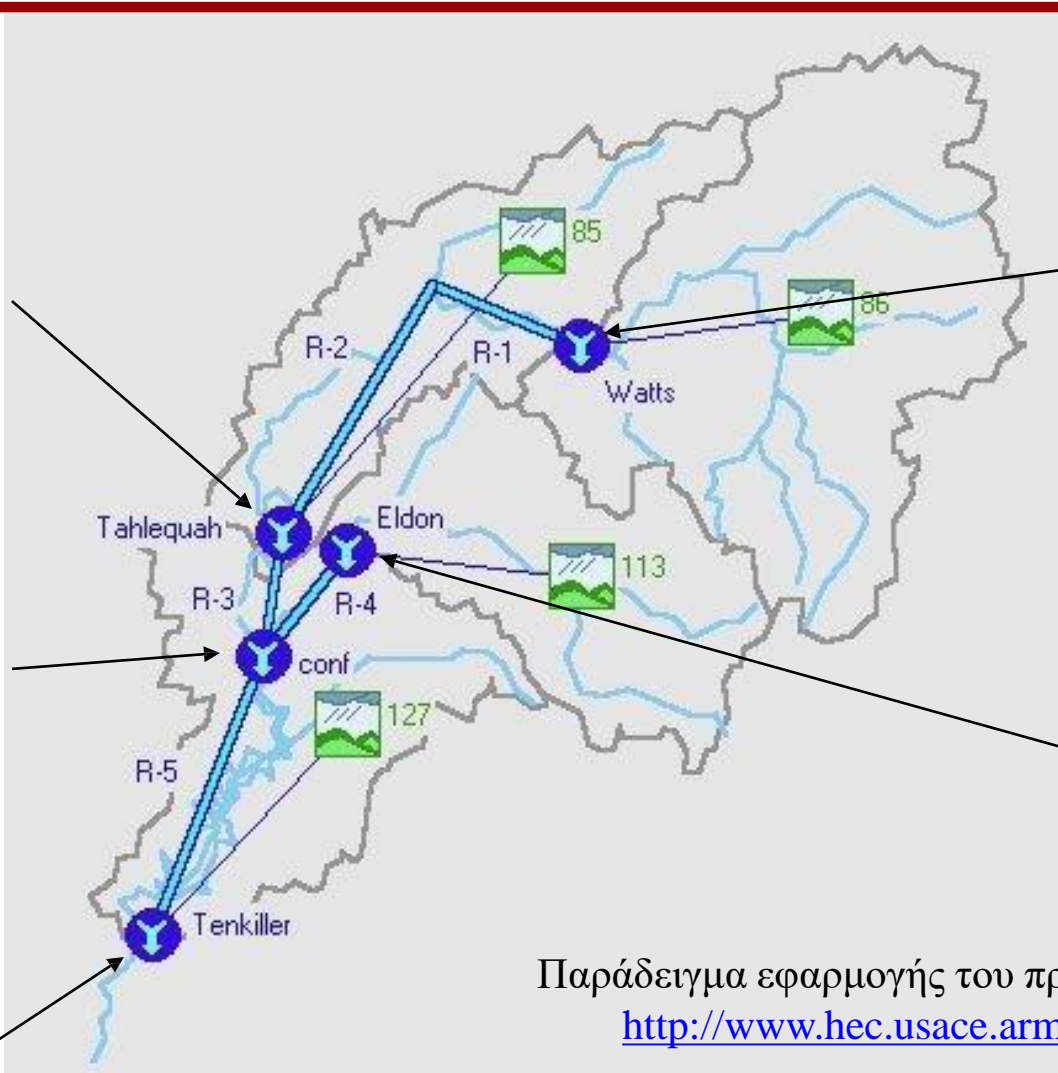 85
86
R-2
R-1
Watts
Tahlequah
Eldon
113
R-3
R-4
conf
127
R-5
Tenkiller
Παράδειγμα εφαρμογής του πρ
http://www.hec.usace.arm